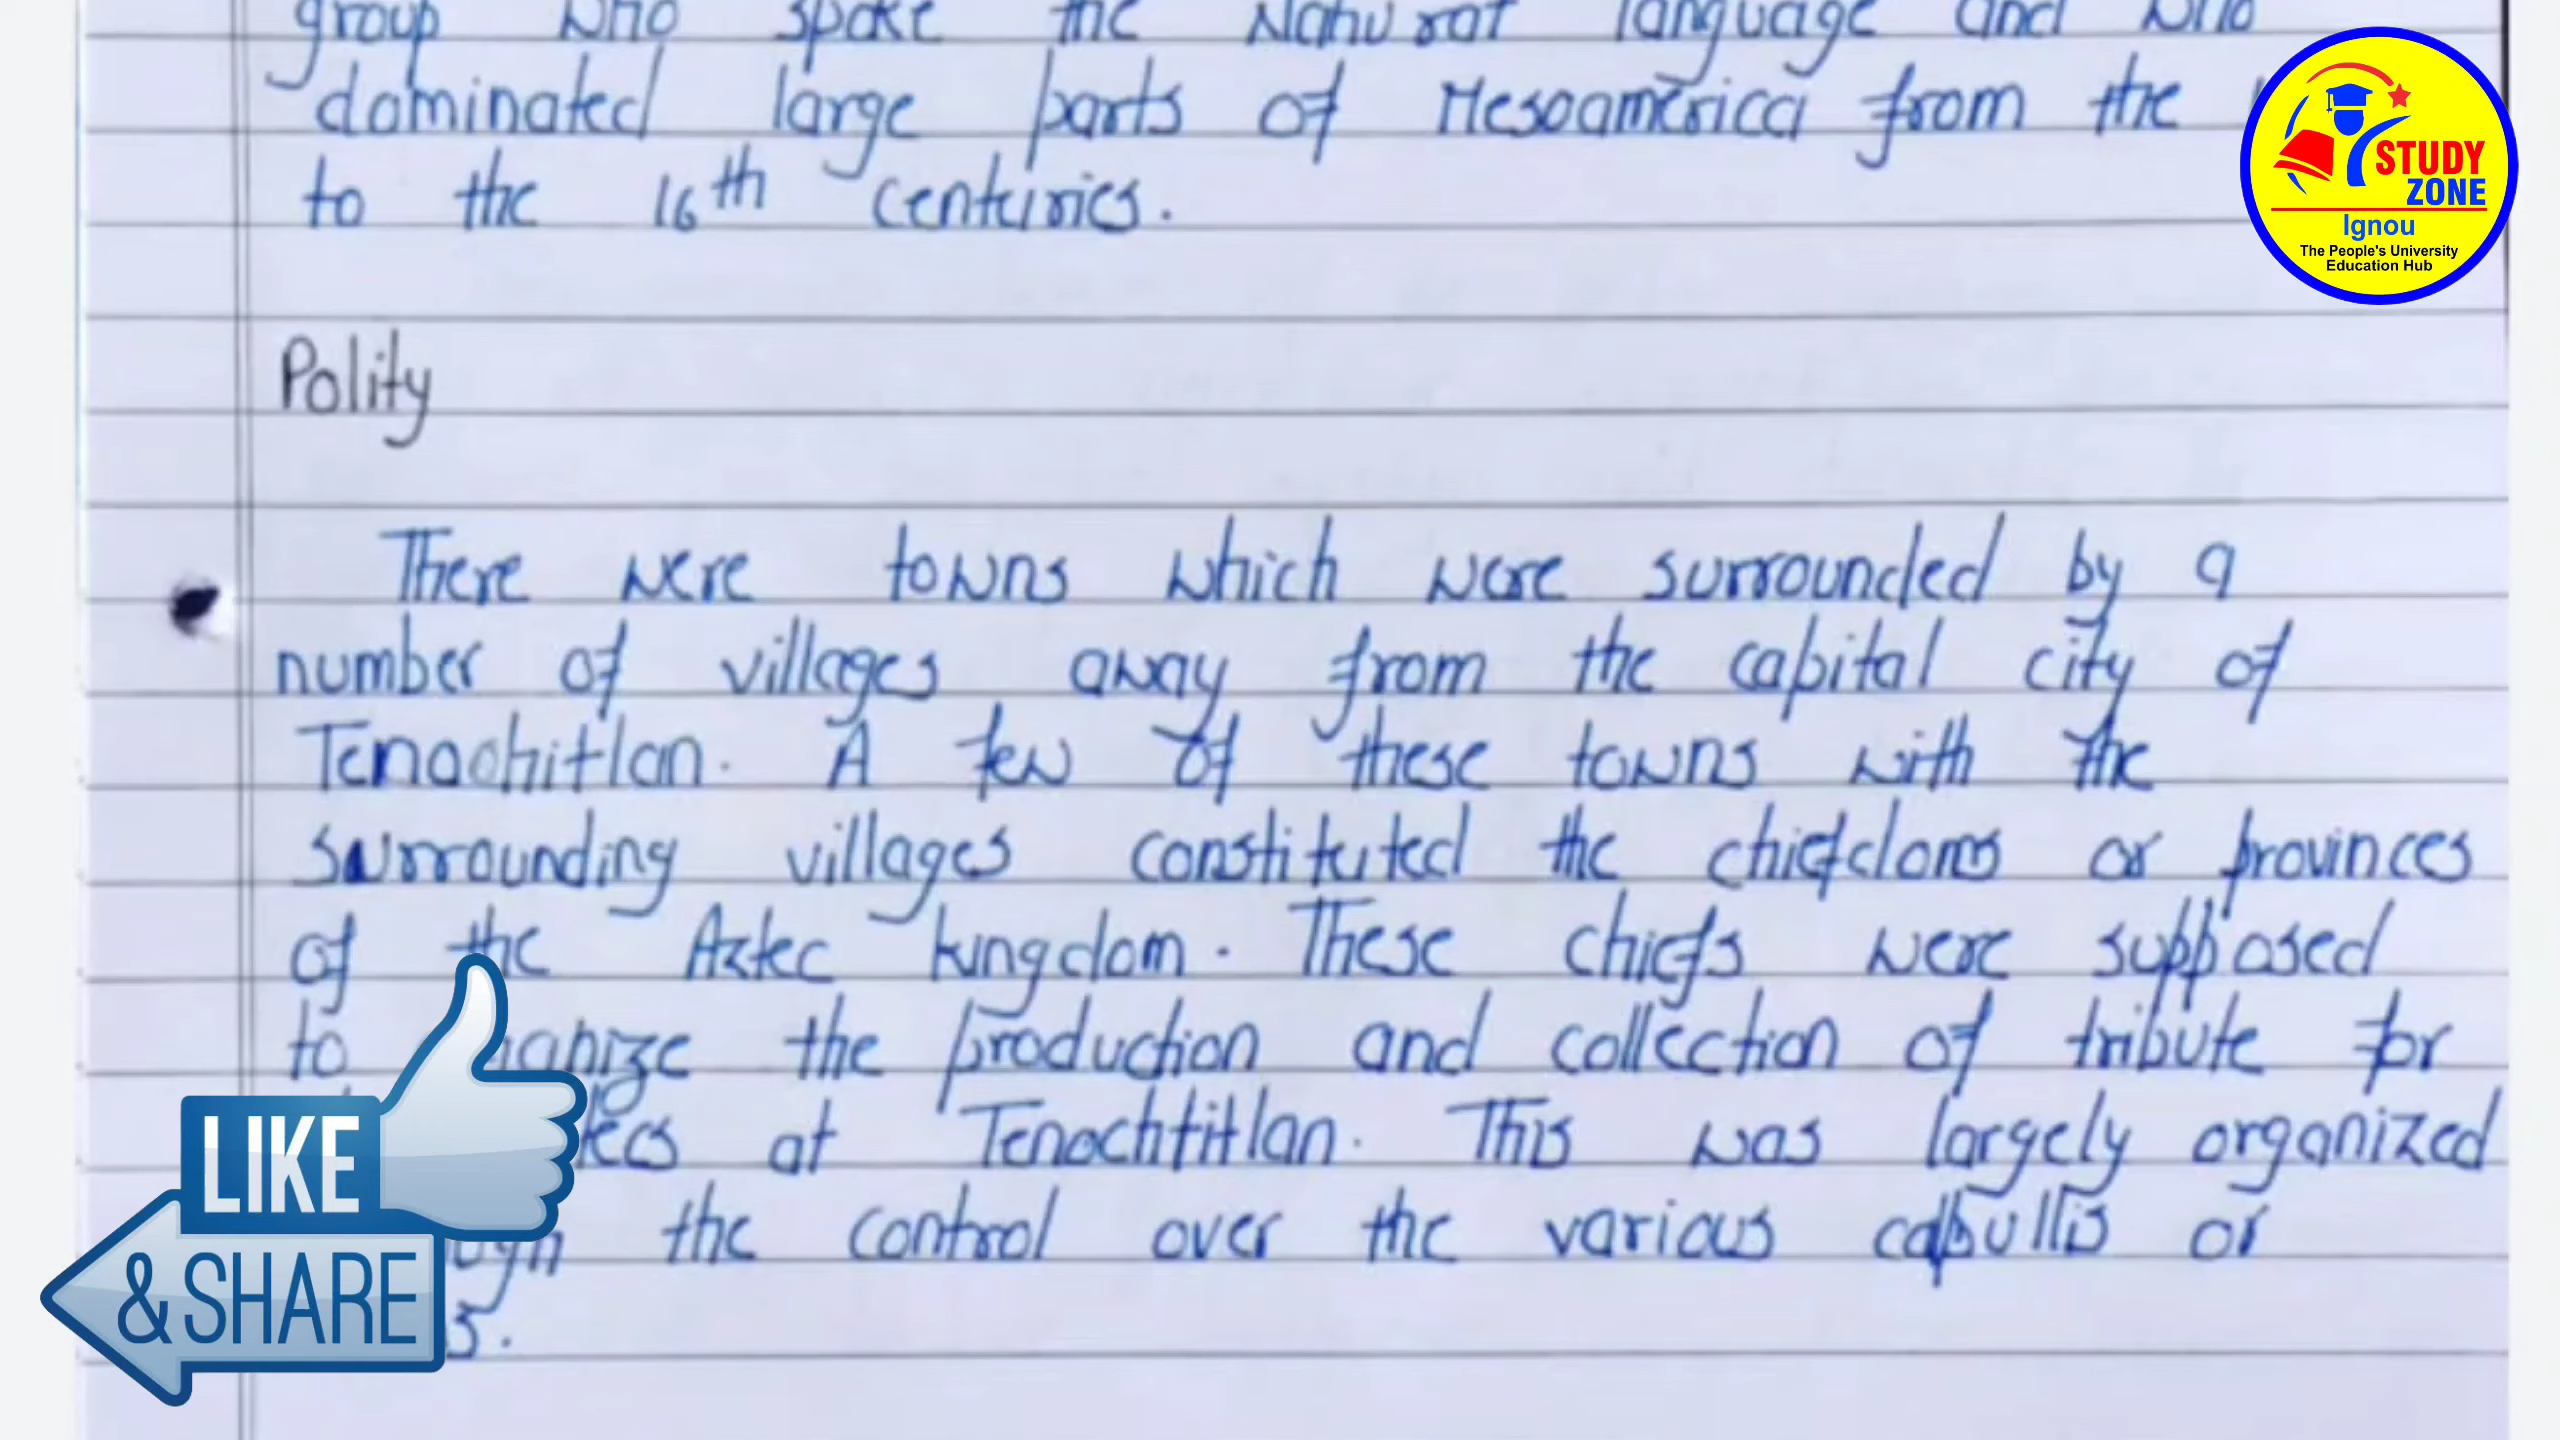 group who spoke the Nahurat language and who
dominated large parts of Mesoamerica from the
to the 16th centuries.
Polity
There were towns which were surrounded by a
number of villages away from the capital city of
Tenochitlan. A few of these towns with the
surrounding villages constituted the chiefdoms or provinces
of the Aztec kingdom. These chiefs were supposed
to the production and collection of tribute for
at Tenochtitlan. This was largely organized
the control over the various capullis or
STUDY
ZONE
Ignou
The People's University
Education Hub
LIKE
& SHARE